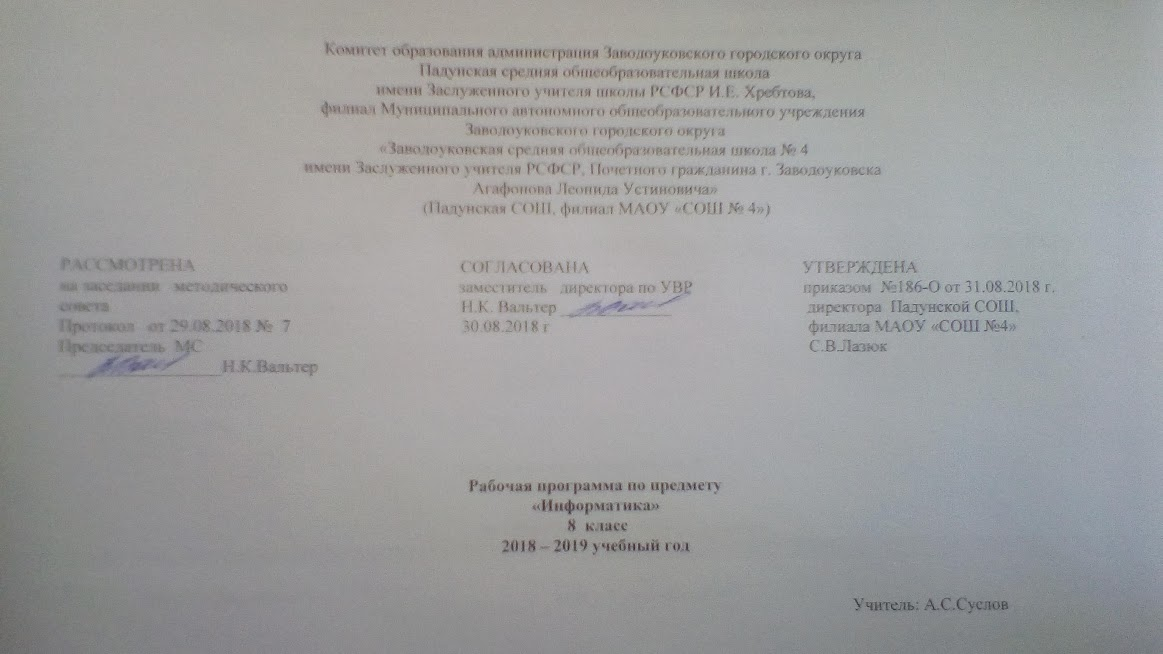 Комитет образования администрация Заводоуковского городского округа
Падунская средняя общеобразовательная школа
имени Заслуженного учителя школы РСФСР И.Е. Хребтова,
филиал Муниципального автономного общеобразовательного учреждения
Заводоуковского городского округа
«Заводоуковская средняя общеобразовательная школа № 4
имени Заслуженного учителя РСФСР, Почетного гражданина г. Заводоуковска
Агафонова Леонида Устиновича»
(Падунская СОШ, филиал МАОУ «СОШ № 4»)
РАССМОТРЕНА
на заседании методического
совета
Протокол от 29.08.2018 № 7
Председатель МС
Н.К.Вальтер
СОГЛАСОВАНА
заместитель директора по УВР
Н.К. Вальтер
30.08.2018 г
УТВЕРЖДЕНА
приказом №186-О от 31.08.2018 г.
директора Падунской СОШ,
филиала МАОУ «СОШ №4»
С.В.Лазюк
Рабочая программа по предмету
«Информатика»
8 класс
2018 – 2019 учебный год
Учитель: А.С.Суслов